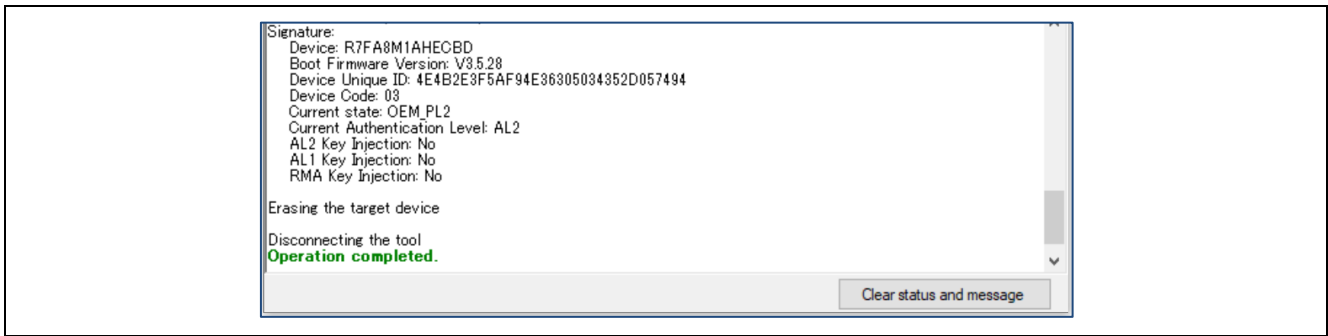 Signature:
Device: R7FA8M1AHECBD
Boot Firmware Version: V3.5.28
Device Unique ID: 4E4B2E3F5AF94E36305034352D057494
Device Code: 03
Current state: OEM_PL2
Current Authentication Level: AL2
AL2 Key Injection: No
AL1 Key Injection: No
RMA Key Injection: No
Erasing the target device
Disconnecting the tool
Operation completed.
Clear status and message